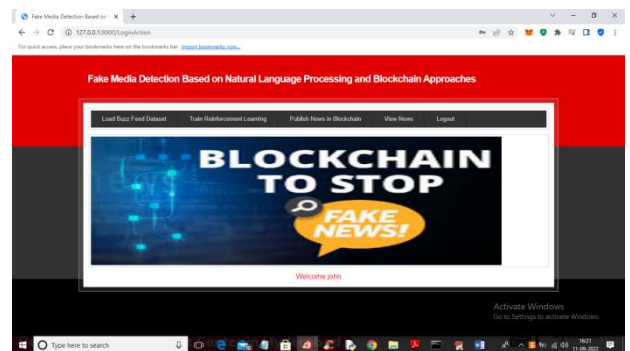 Fake Media Detection Based on
127.0.0.1:8000/LoginAction
For quick access, place your bookmarks here on the bookmarks bar. Import bookmarks now...
Fake Media Detection Based on Natural Language Processing and Blockchain Approaches
Load Buzz Feed Dataset Train Reinforcement Learning Publish News in Blockchain View News Logout
BLOCKCHAIN
TO STOP
FAKE
NEWS!
Welcome john
Activate Windows
Go to Settings to activate Windows.
Type here to search
16:21
11-09-2022